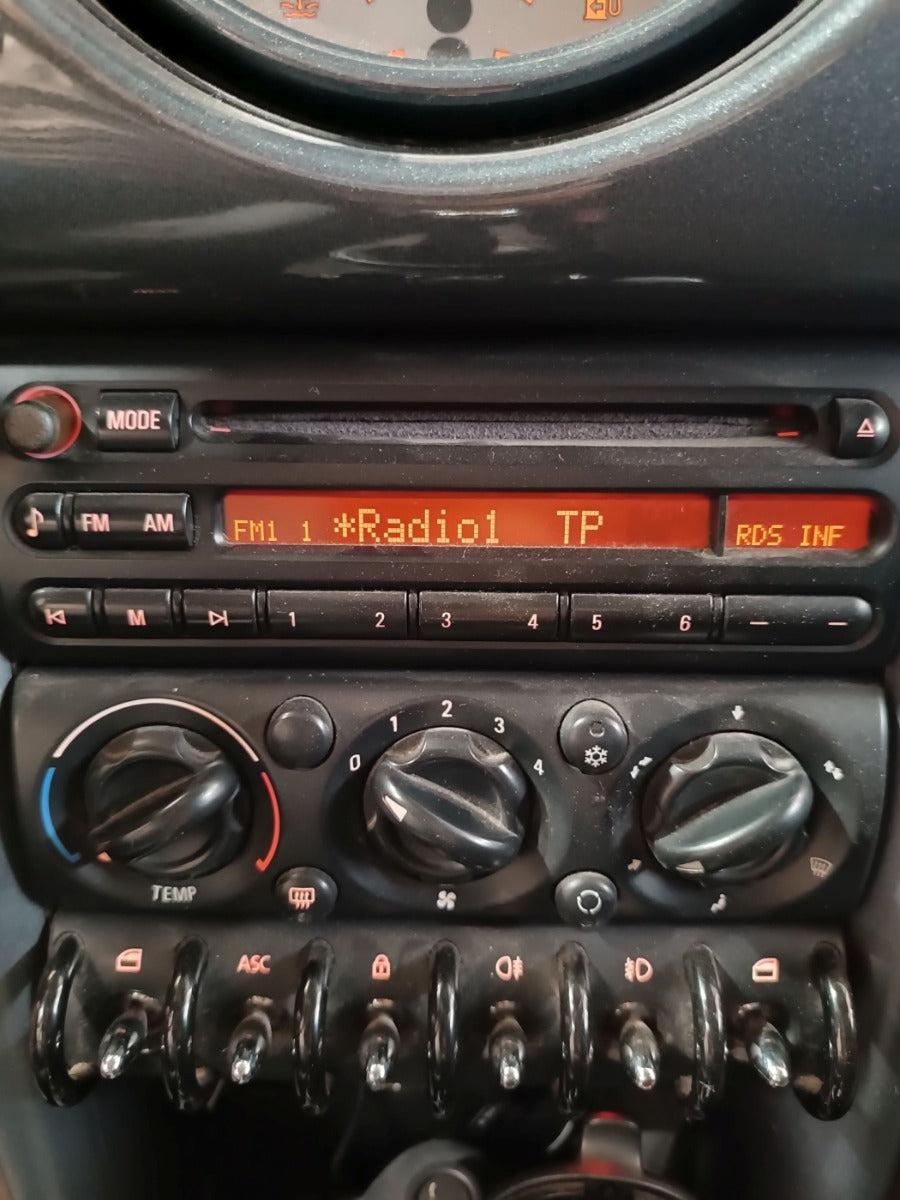 MODE
FM AM
FM1 1 *Radio1 TP RDS INF
M 1 2 3 4 5 6
0 1 2 3 4
TEMP
ASC